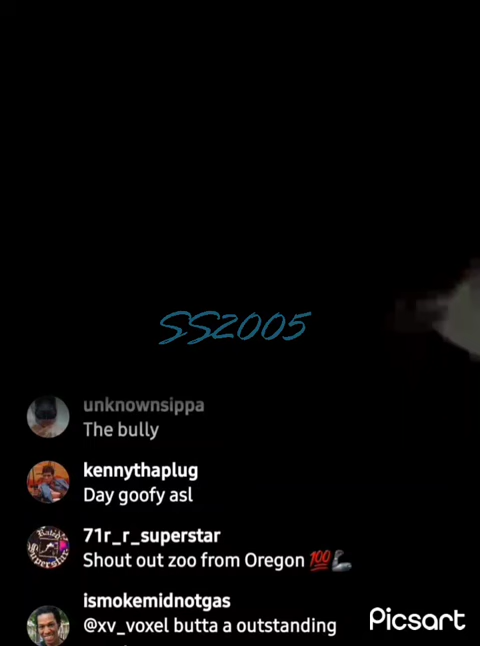 SS2005
unknownsippa
The bully
kennythaplug
Day goofy asl
71r_r_superstar
Shout out zoo from Oregon 💯🦾
ismokemidnotgas
@xv_voxel butta a outstanding
Picsart